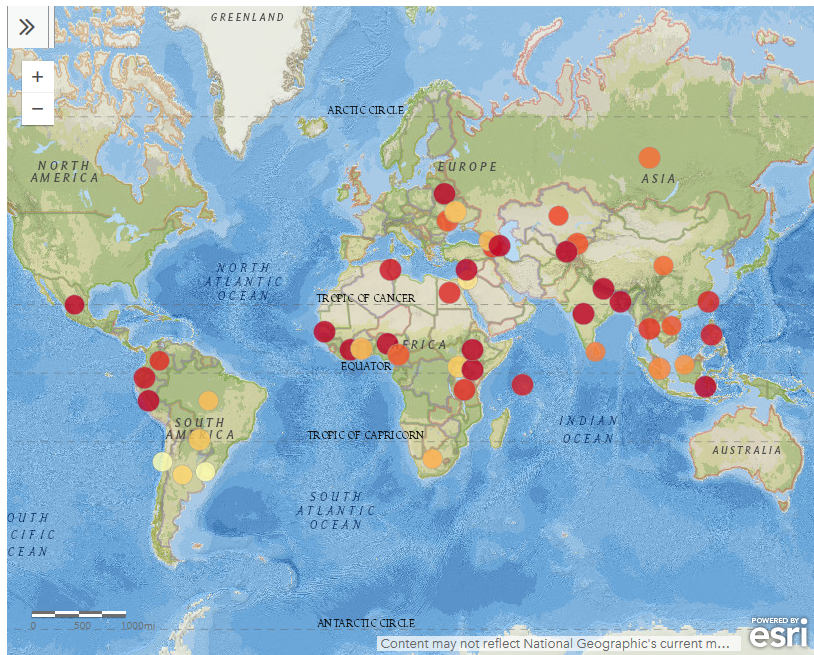 GREENLAND
+
−
ARCTIC CIRCLE
NORTH
AMERICA
EUROPE
ASIA
NORTH
ATLANTIC
OCEAN
TROPIC OF CANCER
FRICA
EQUATOR
SOUTH
AMERICA
TROPIC OF CAPRICORN
INDIAN
OCEAN
AUSTRALIA
SOUTH
ATLANTIC
OCEAN
OUTH
CIFIC
CEAN
0 500 1000mi
ANTARCTIC CIRCLE
Content may not reflect National Geographic's current m...
POWERED BY
esri